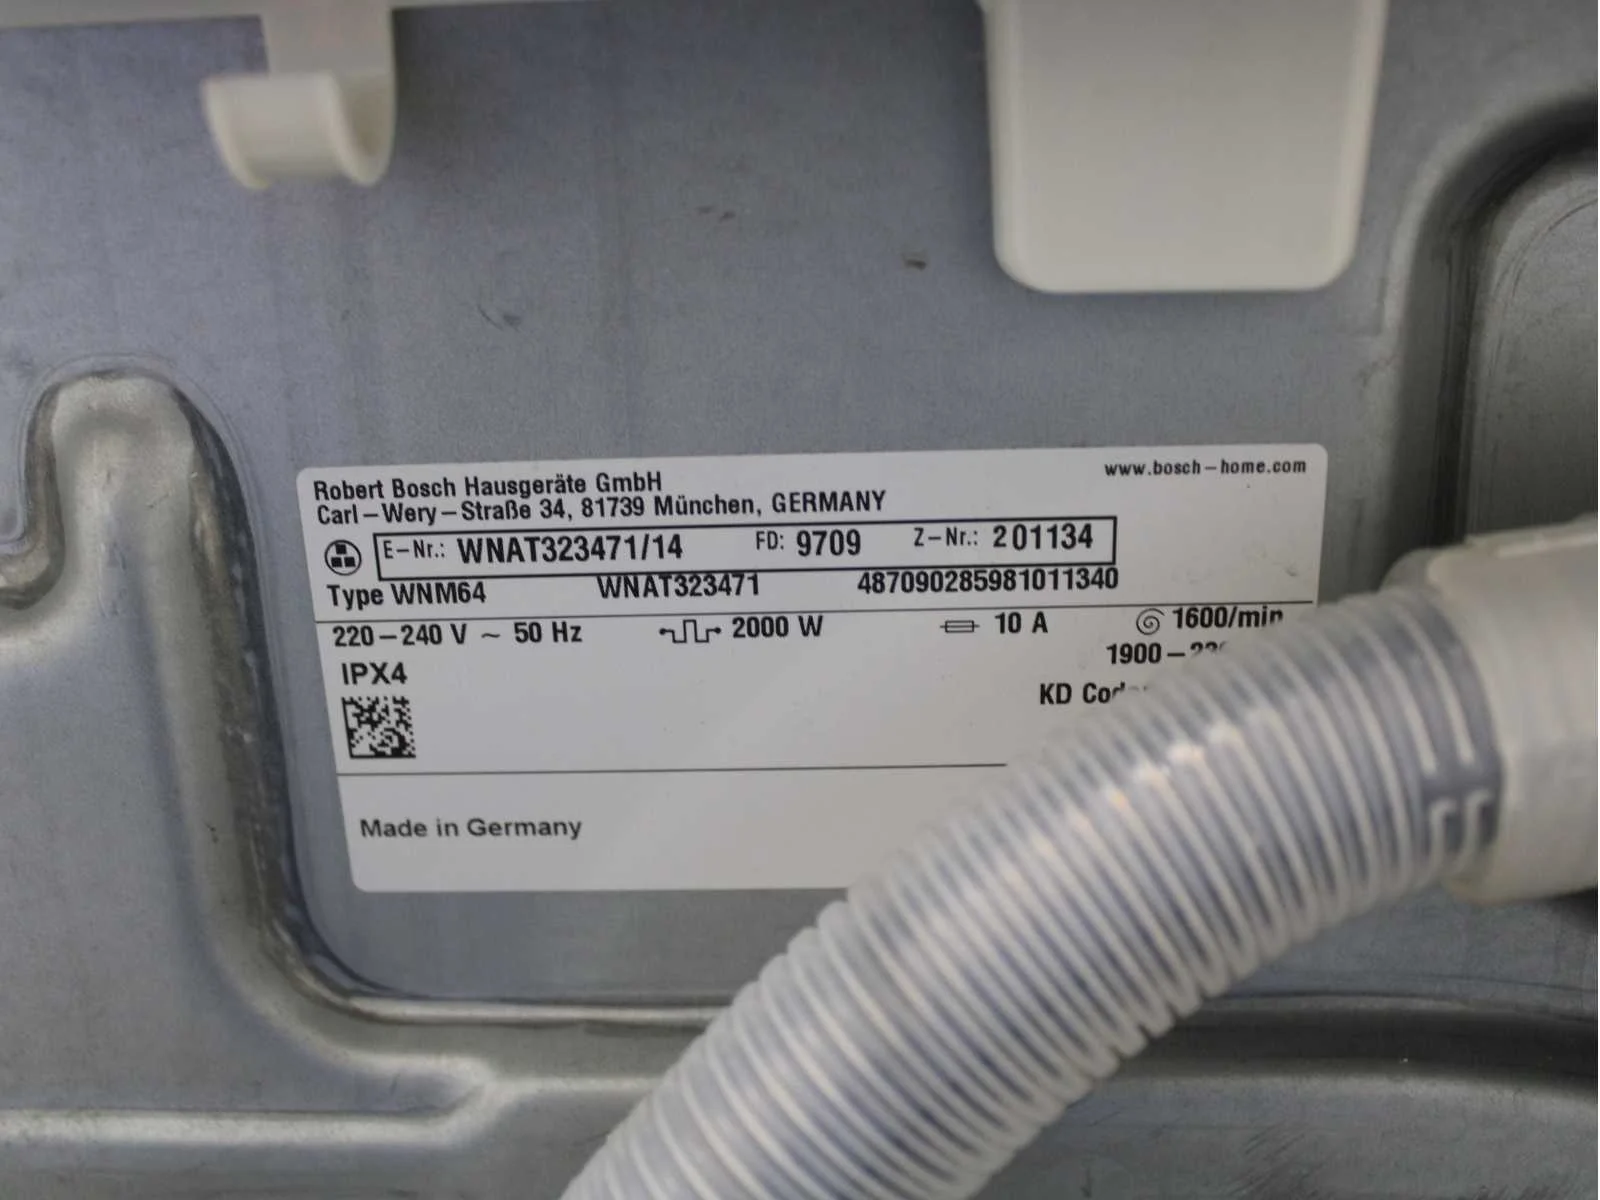 Robert Bosch Hausgeräte GmbH
www.bosch-home.com
Carl-Wery-Straße 34, 81739 München, GERMANY
E-Nr.: WNAT323471/14 FD: 9709 Z-Nr.: 201134
Type WNM64 WNAT323471 487090285981011340
220-240 V ~ 50 Hz 2000 W 10 A 1600/min
IPX4 1900-
KD
Made in Germany